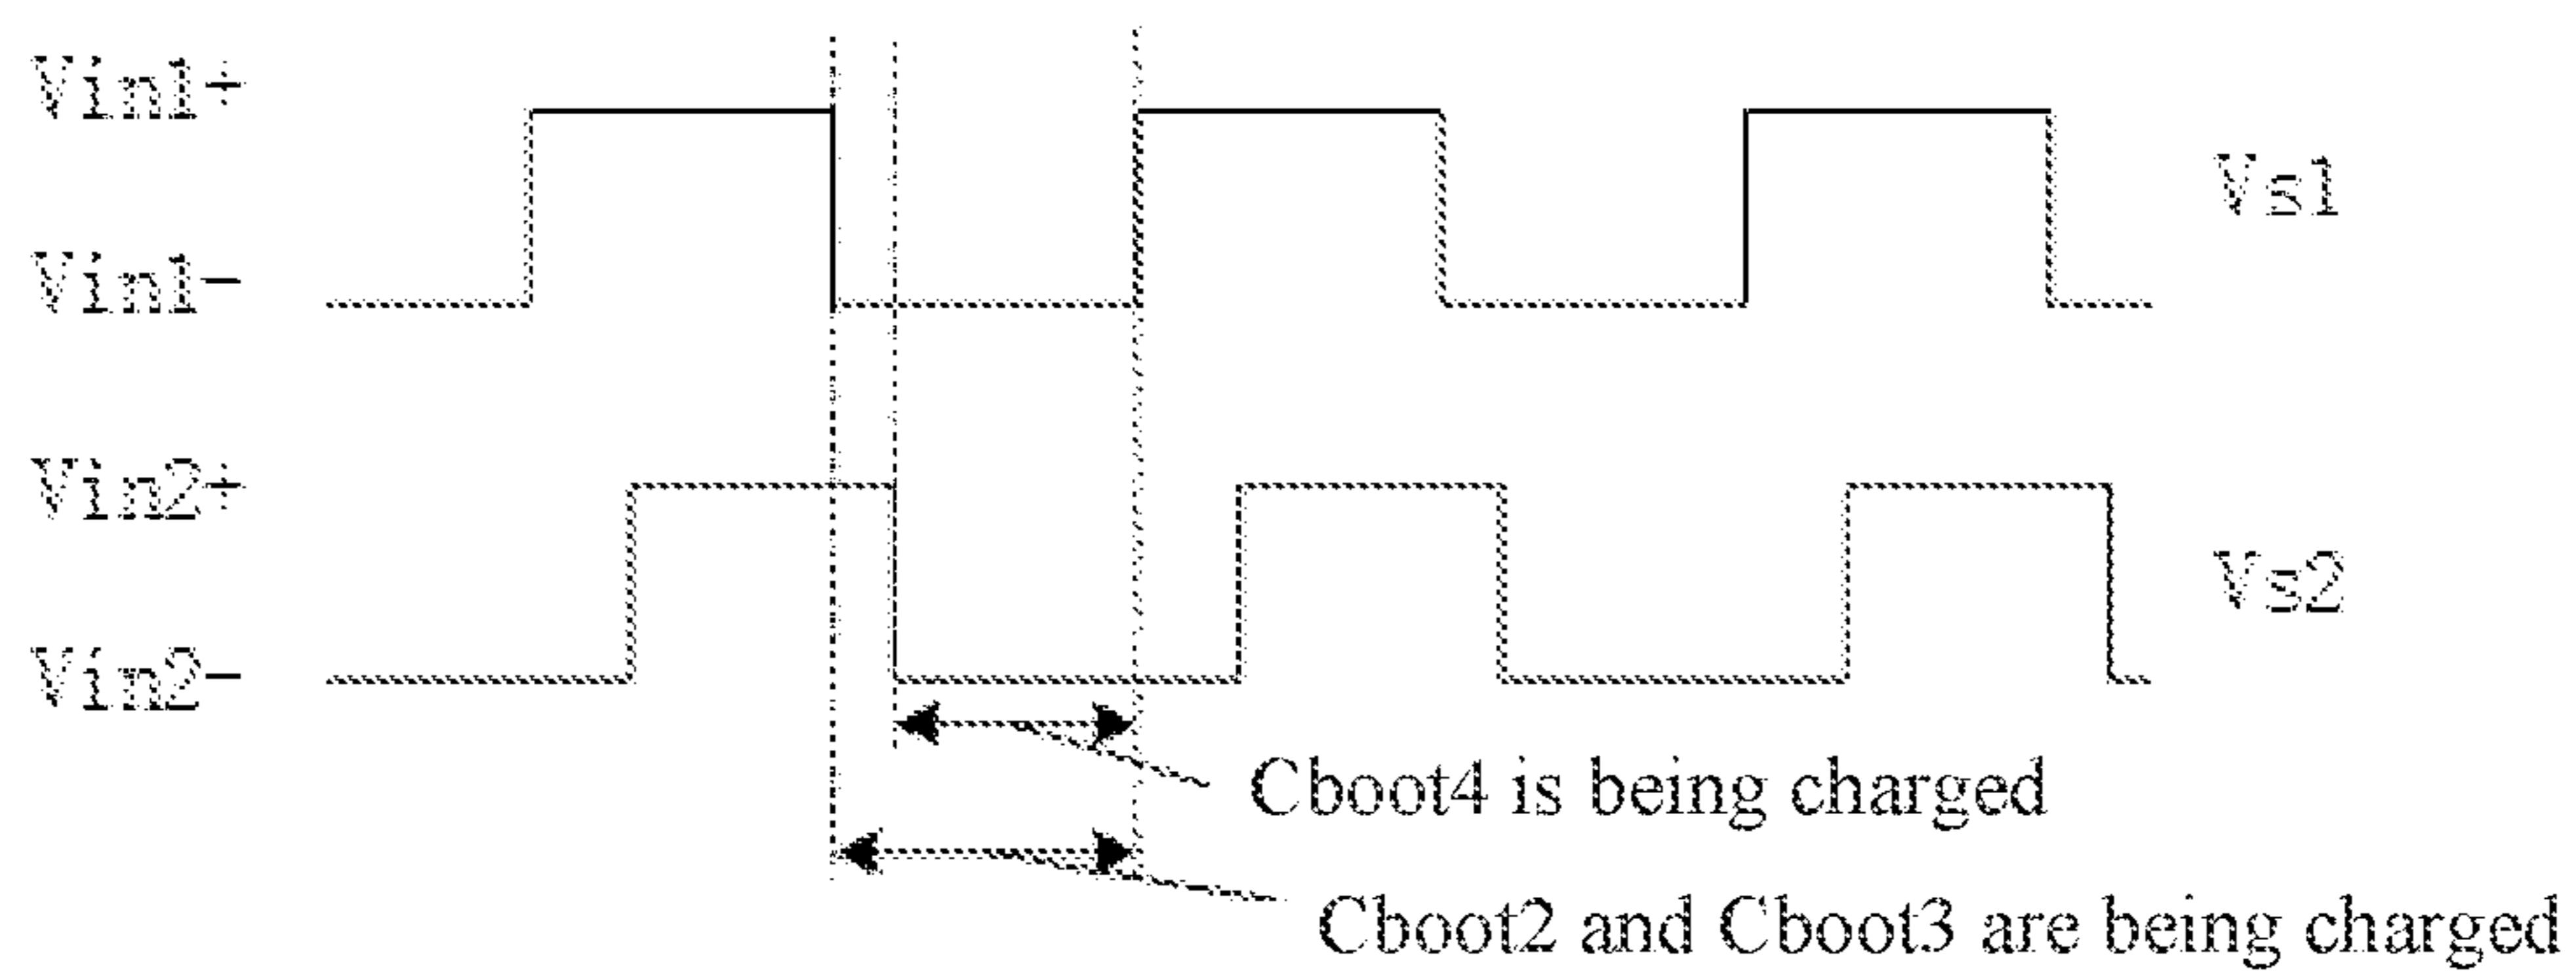 Vin1+
Vs1
Vin1-
Vin2+
Vs2
Vin2-
Cboot4 is being charged
Cboot2 and Cboot3 are being charged